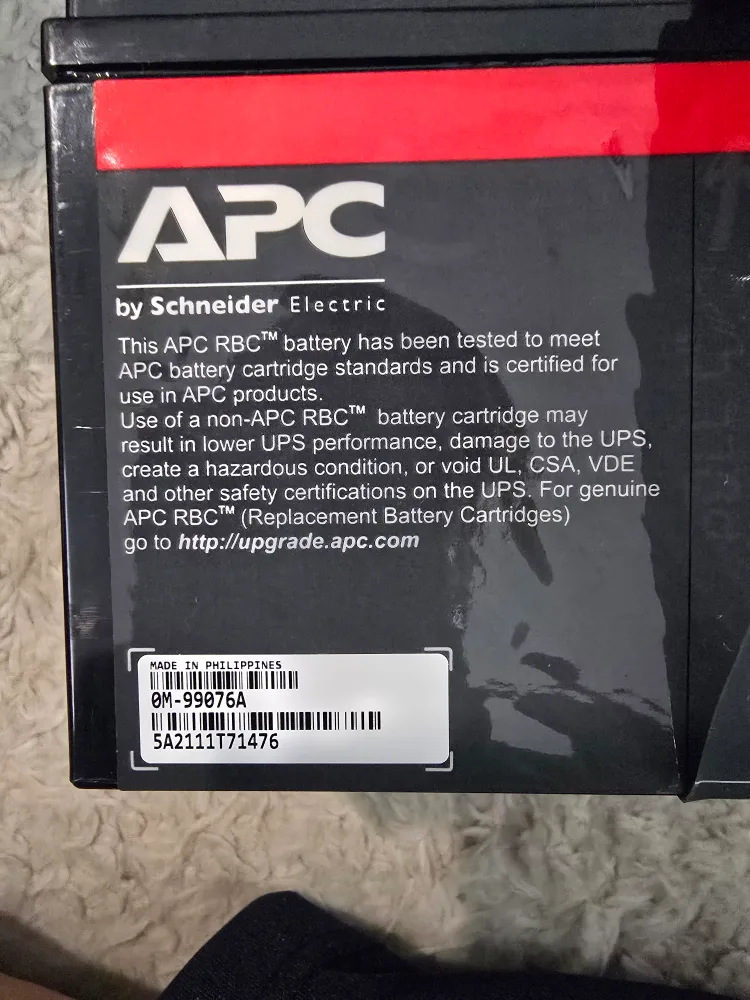 APC
by Schneider Electric
This APC RBC™ battery has been tested to meet
APC battery cartridge standards and is certified for
use in APC products.
Use of a non-APC RBC™ battery cartridge may
result in lower UPS performance, damage to the UPS,
create a hazardous condition, or void UL, CSA, VDE
and other safety certifications on the UPS. For genuine
APC RBC™ (Replacement Battery Cartridges)
go to http://upgrade.apc.com
MADE IN PHILIPPINES
0M-99076A
5A2111T71476